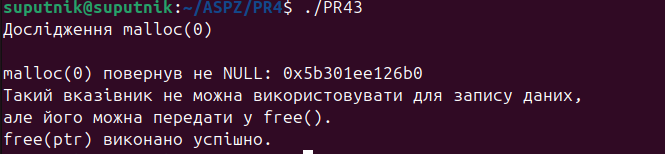 suputnik@suputnik:~/ASPZ/PR4$ ./PR43
Дослідження malloc(0)
malloc(0) повернув не NULL: 0x5b301ee126b0
Такий вказівник не можна використовувати для запису даних,
але його можна передати у free().
free(ptr) виконано успішно.